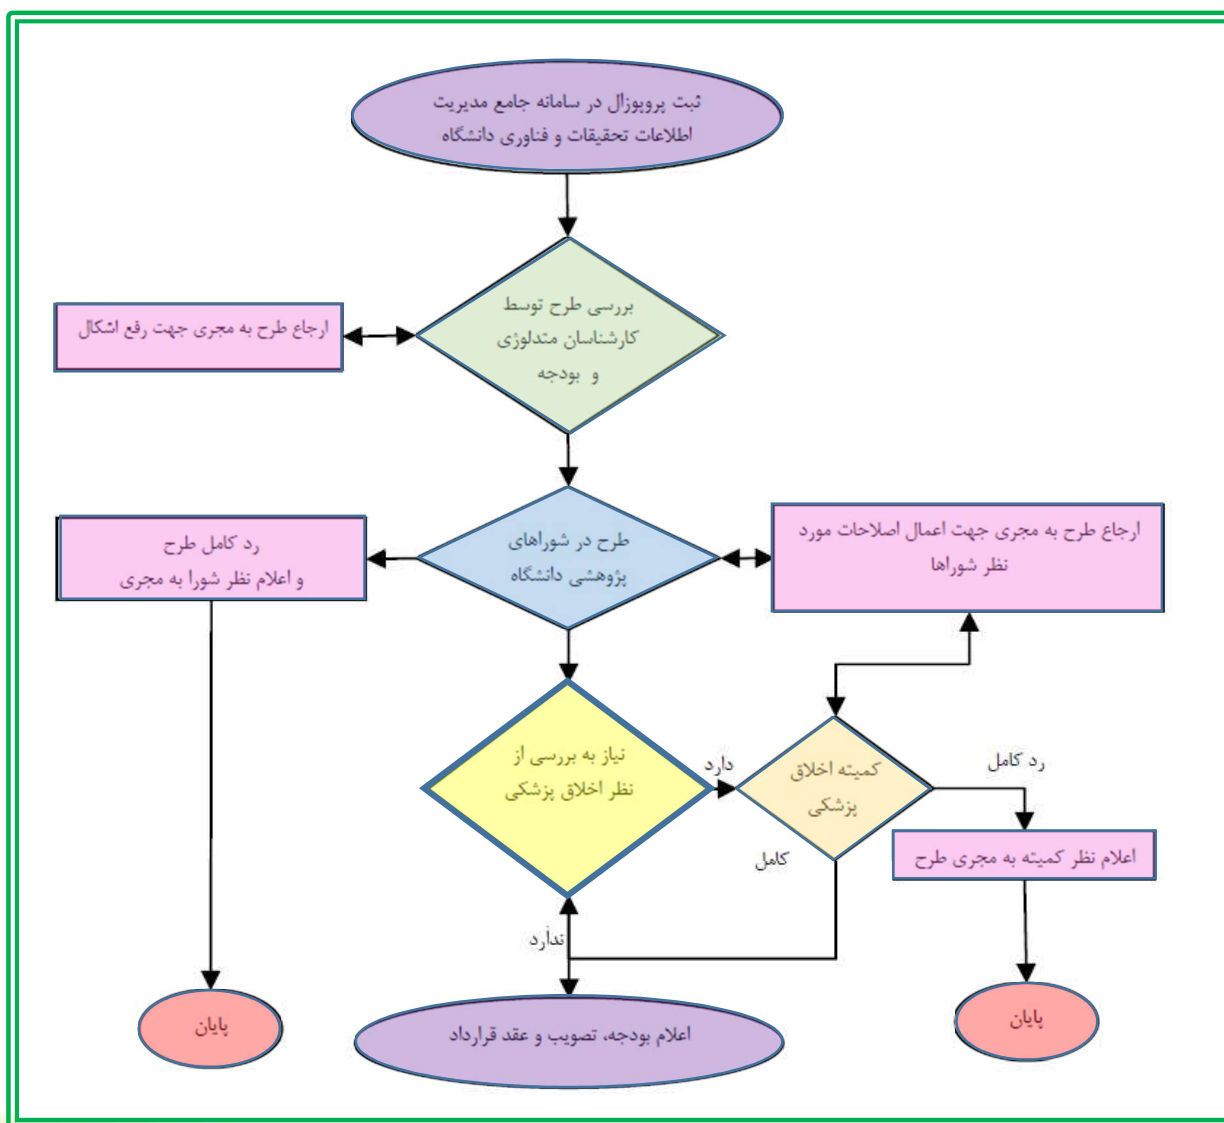 ثبت پروپوزال در سامانه جامع مدیریت
اطلاعات تحقیقات و فناوری دانشگاه
بررسی طرح توسط
کارشناسان متدلوژی
و بودجه
ارجاع طرح به مجری جهت رفع اشکال
ارجاع طرح به مجری جهت اعمال اصلاحات مورد
نظر شوراها
طرح در شوراهای
پژوهشی دانشگاه
رد کامل طرح
و اعلام نظر شورا به مجری
نیاز به بررسی از
نظر اخلاق پزشکی
دارد
کمیته اخلاق
پزشکی
رد کامل
کامل
اعلام نظر کمیته به مجری طرح
ندارد
پایان
اعلام بودجه، تصویب و عقد قرارداد
پایان